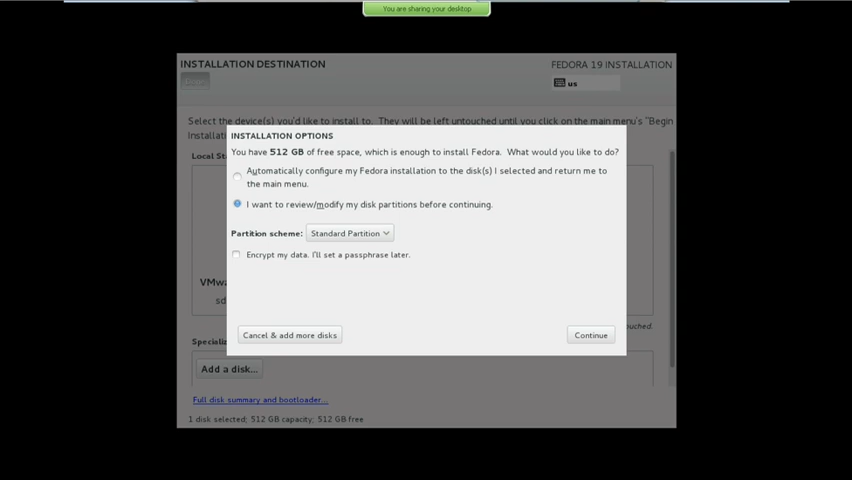 You are sharing your desktop
INSTALLATION DESTINATION
FEDORA 19 INSTALLATION
Done
us
Select the device(s) you'd like to install to. They will be left untouched until you click on the main menu's "Begin
Installati
INSTALLATION OPTIONS
You have 512 GB of free space, which is enough to install Fedora. What would you like to do?
Automatically configure my Fedora installation to the disk(s) I selected and return me to
the main menu.
I want to review/modify my disk partitions before continuing.
Partition scheme: Standard Partition
Encrypt my data. I'll set a passphrase later.
Cancel & add more disks
Continue
Local St
VMwa
sd
ouched.
Specializ
Add a disk...
Full disk summary and bootloader...
1 disk selected; 512 GB capacity; 512 GB free